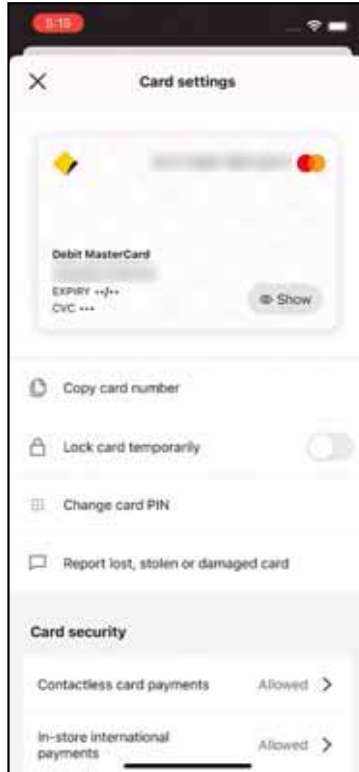 5:15
Card settings
Debit MasterCard
EXPIRY ••/••
CVC •••
Show
Copy card number
Lock card temporarily
Change card PIN
Report lost, stolen or damaged card
Card security
Contactless card payments Allowed
In-store international
payments Allowed